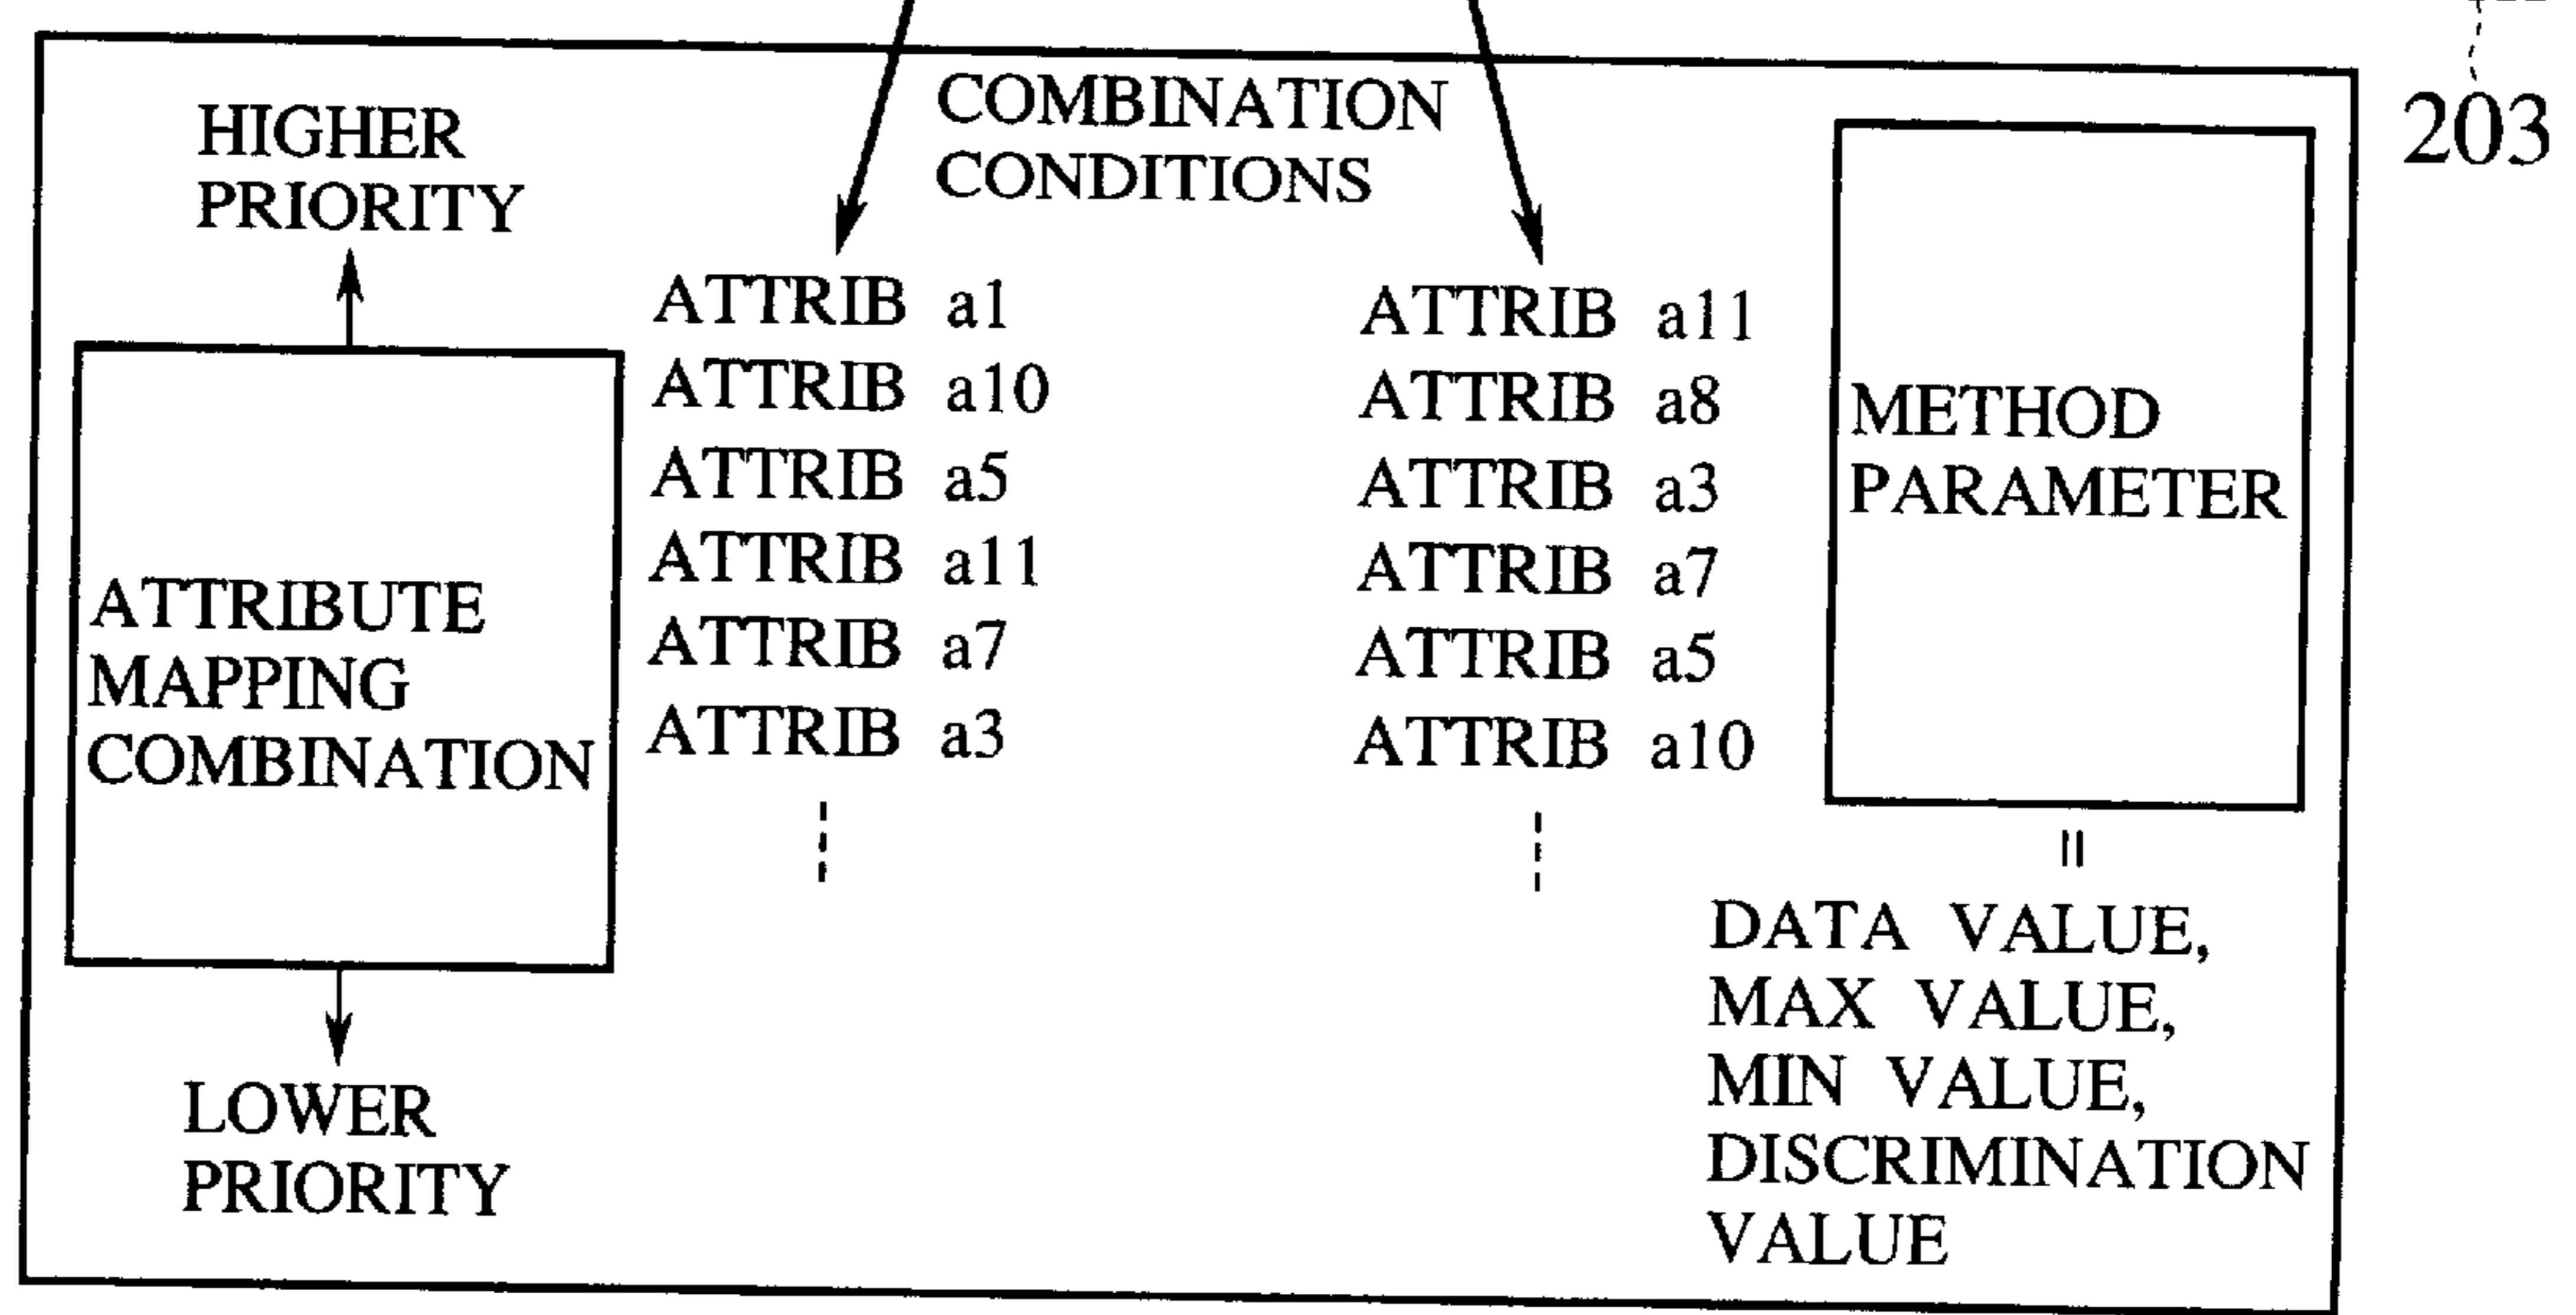 203
COMBINATION
CONDITIONS
HIGHER
PRIORITY
ATTRIBUTE
MAPPING
COMBINATION
LOWER
PRIORITY
ATTRIB a1
ATTRIB a10
ATTRIB a5
ATTRIB a11
ATTRIB a7
ATTRIB a3
ATTRIB a11
ATTRIB a8
ATTRIB a3
ATTRIB a7
ATTRIB a5
ATTRIB a10
METHOD
PARAMETER
=
DATA VALUE,
MAX VALUE,
MIN VALUE,
DISCRIMINATION
VALUE